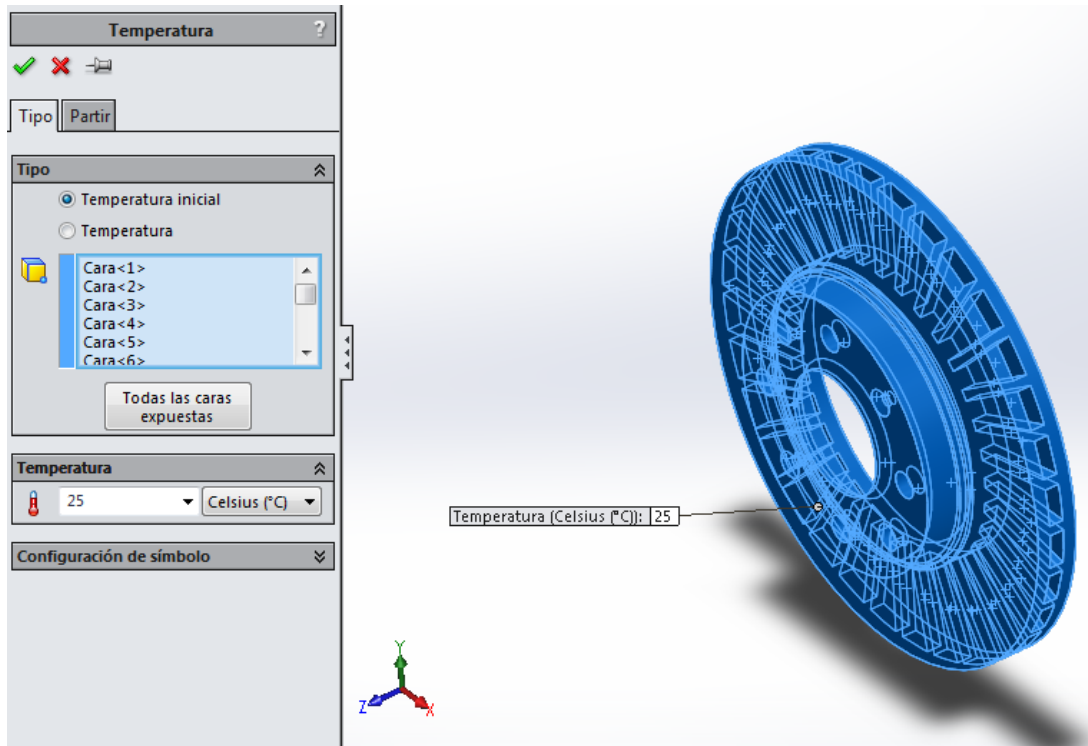 Temperatura ?
Tipo Partir
Tipo
Temperatura inicial
Temperatura
Cara<1>
Cara<2>
Cara<3>
Cara<4>
Cara<5>
Cara<6>
Todas las caras
expuestas
Temperatura
25 Celsius (°C)
Configuración de símbolo
Temperatura (Celsius (°C)): 25
Y
Z X